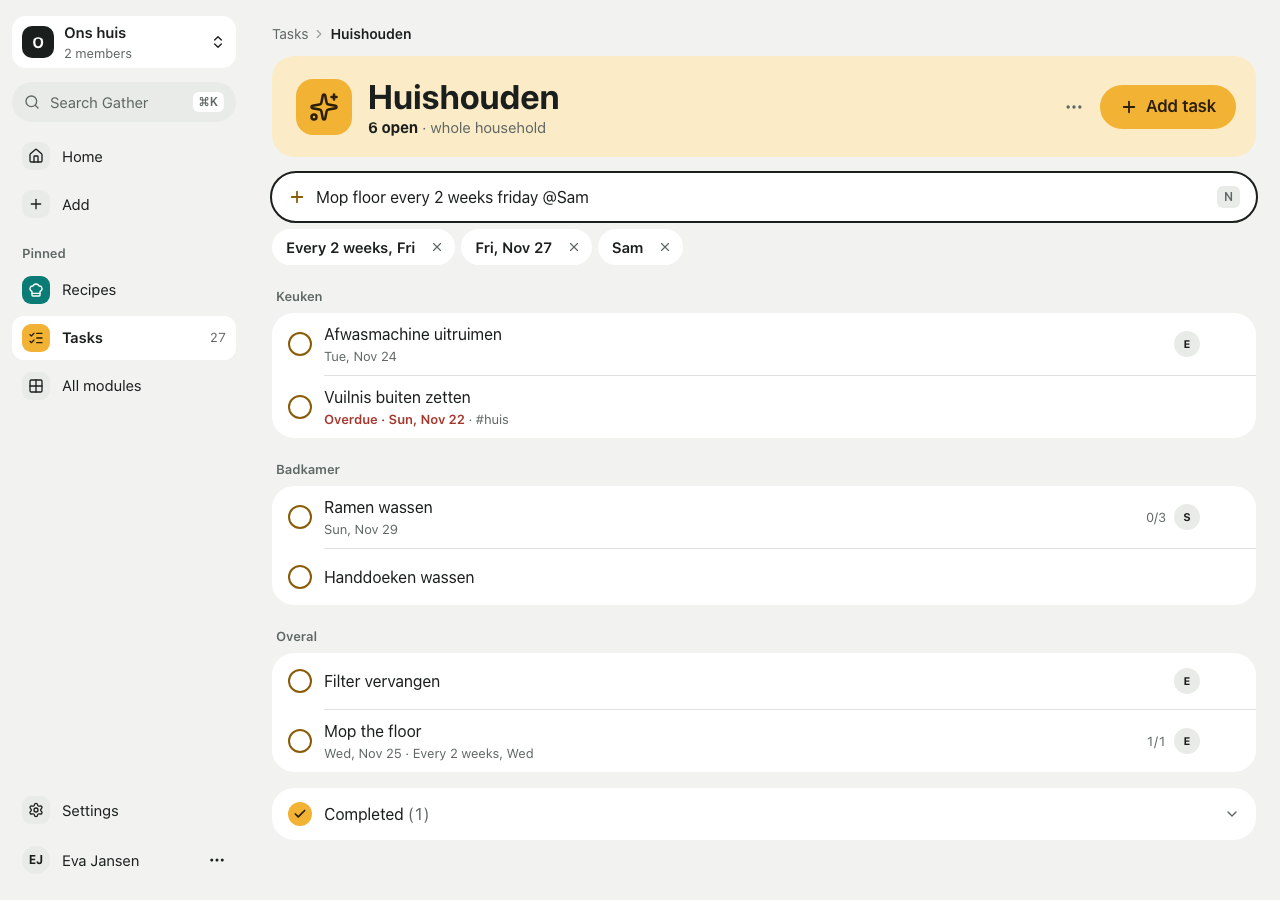 O
Ons huis
2 members
Search Gather
⌘K
Home
Add
Pinned
Recipes
Tasks
27
All modules
Settings
EJ
Eva Jansen
Tasks
Huishouden
Huishouden
6 open · whole household
Add task
Mop floor every 2 weeks friday @Sam
N
Every 2 weeks, Fri
Fri, Nov 27
Sam
Keuken
Afwasmachine uitruimen
Tue, Nov 24
E
Vuilnis buiten zetten
Overdue · Sun, Nov 22 · #huis
Badkamer
Ramen wassen
Sun, Nov 29
0/3
S
Handdoeken wassen
Overal
Filter vervangen
E
Mop the floor
Wed, Nov 25 · Every 2 weeks, Wed
1/1
E
Completed (1)